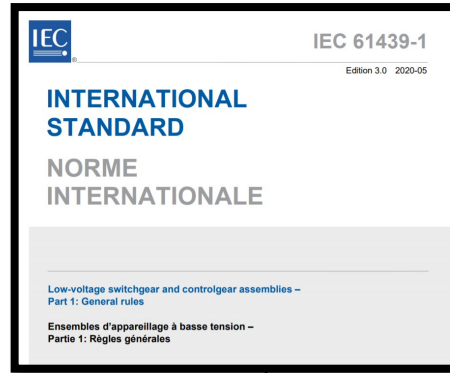 IEC
®
IEC 61439-1
Edition 3.0 2020-05
INTERNATIONAL
STANDARD
NORME
INTERNATIONALE
Low-voltage switchgear and controlgear assemblies –
Part 1: General rules
Ensembles d'appareillage à basse tension –
Partie 1: Règles générales